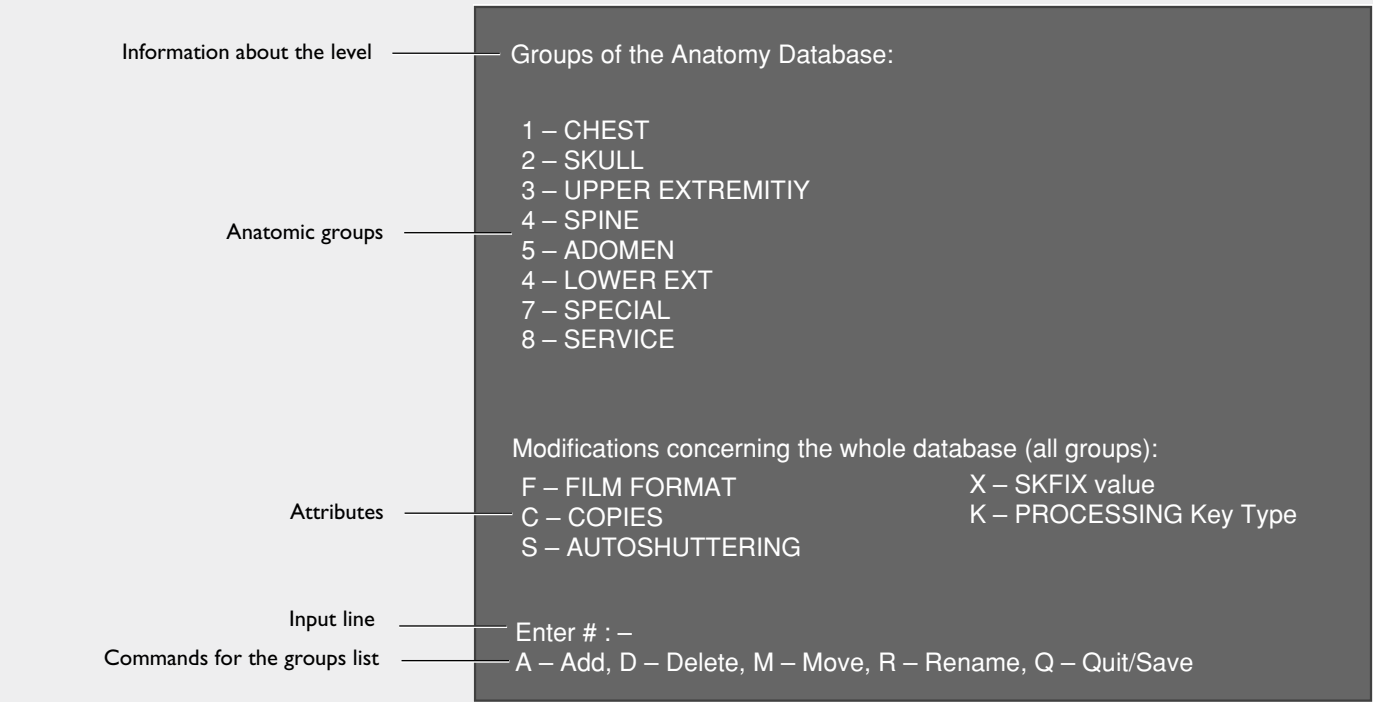 Information about the level
Groups of the Anatomy Database:
1 – CHEST
2 – SKULL
3 – UPPER EXTREMITIY
Anatomic groups
4 – SPINE
5 – ADOMEN
4 – LOWER EXT
7 – SPECIAL
8 – SERVICE
Modifications concerning the whole database (all groups):
F – FILM FORMAT X – SKFIX value
Attributes
C – COPIES K – PROCESSING Key Type
S – AUTOSHUTTERING
Input line
Enter # : –
Commands for the groups list
A – Add, D – Delete, M – Move, R – Rename, Q – Quit/Save